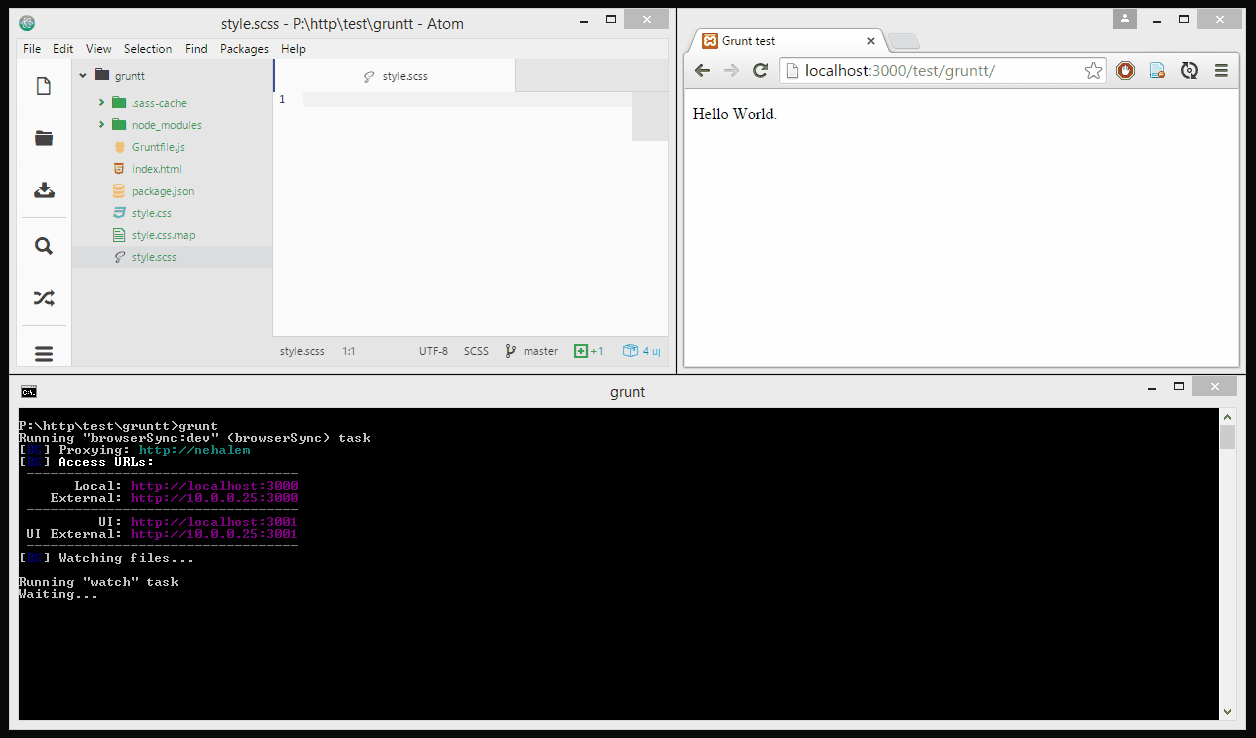 style.scss - P:\http\test\gruntt - Atom
File Edit View Selection Find Packages Help
gruntt
.sass-cache
node_modules
Gruntfile.js
index.html
package.json
style.css
style.css.map
style.scss
style.scss
1
style.scss 1:1 UTF-8 SCSS master +1 4 up
Grunt test
localhost:3000/test/gruntt/
Hello World.
C:\.
grunt
P:\http\test\gruntt>grunt
Running "browserSync:dev" (browserSync) task
[BS] Proxying: http://nehalem
[BS] Access URLs:
----------------------------------
Local: http://localhost:3000
External: http://10.0.0.25:3000
----------------------------------
UI: http://localhost:3001
UI External: http://10.0.0.25:3001
----------------------------------
[BS] Watching files...
Running "watch" task
Waiting...